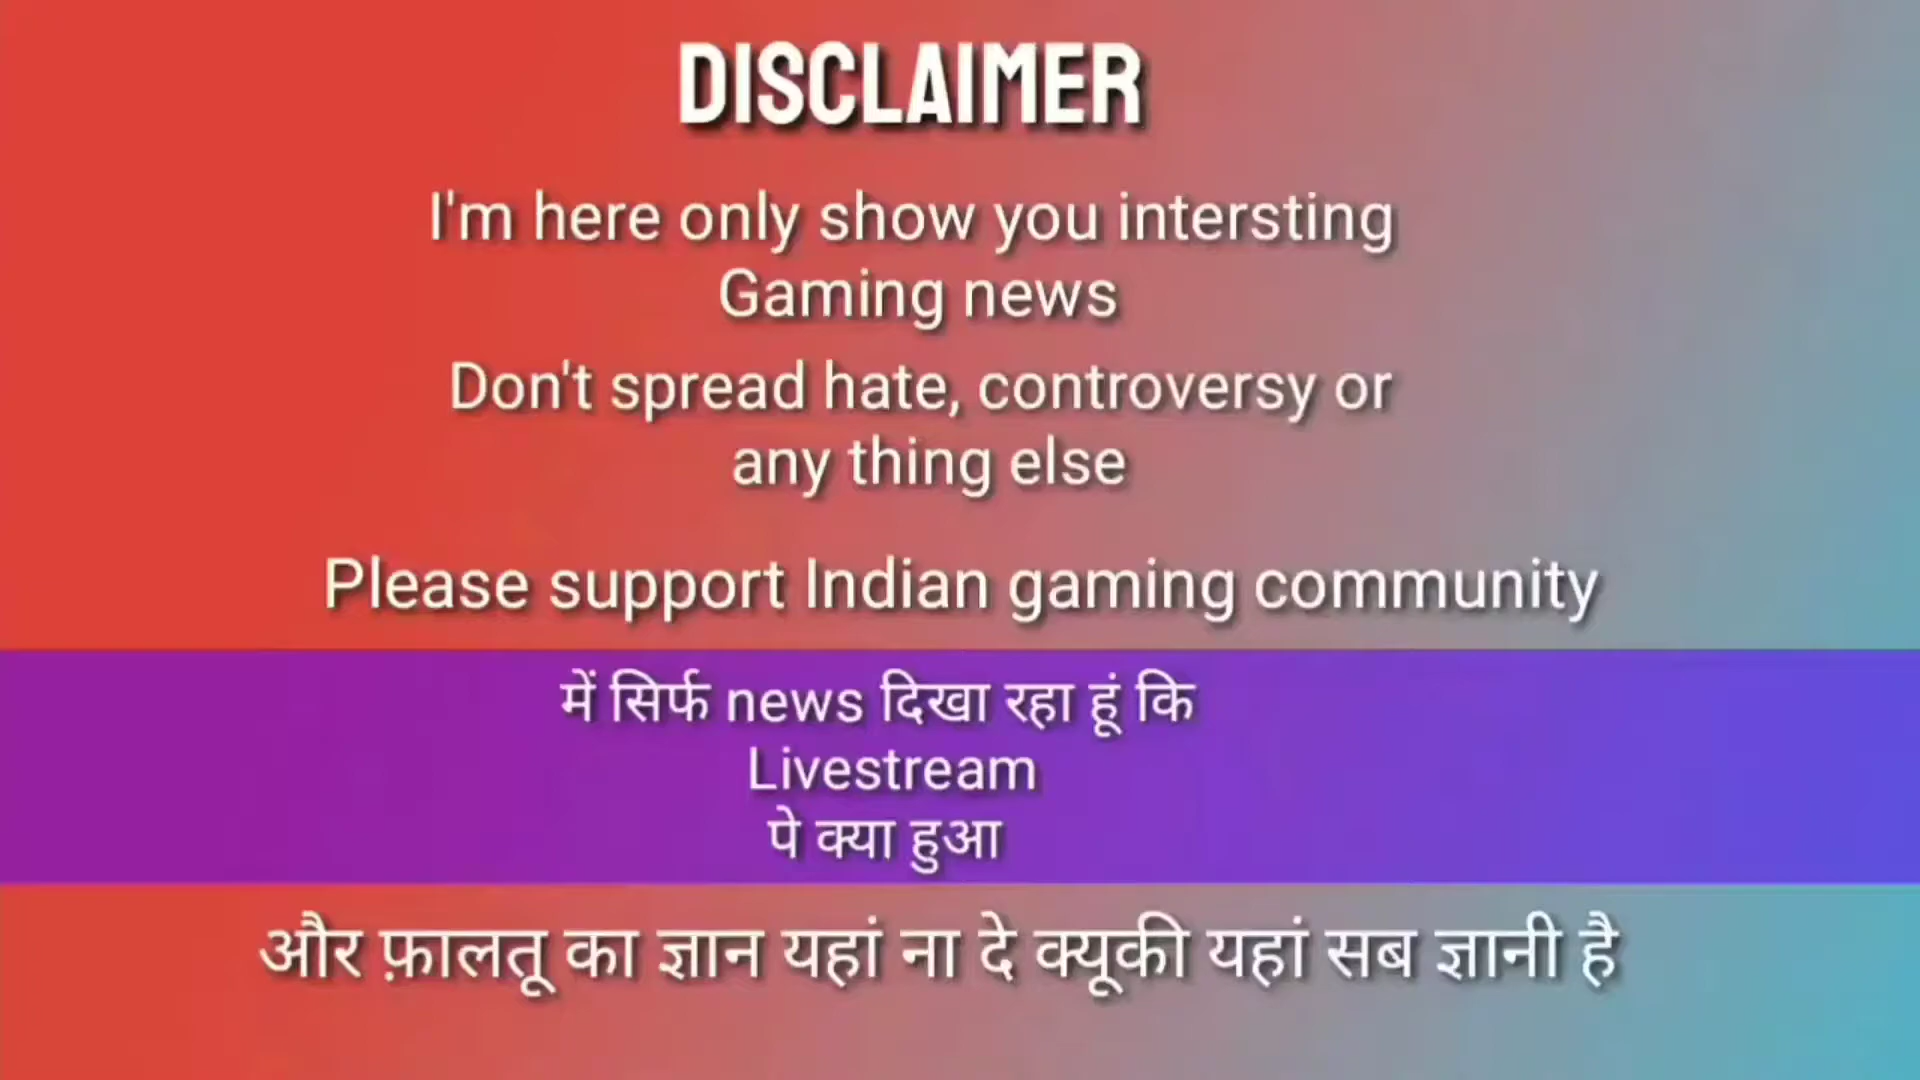 DISCLAIMER
I'm here only show you intersting
Gaming news
Don't spread hate, controversy or
any thing else
Please support Indian gaming community
में सिर्फ news दिखा रहा हूं कि
Livestream
पे क्या हुआ
और फ़ालतू का ज्ञान यहां ना दे क्यूकी यहां सब ज्ञानी है